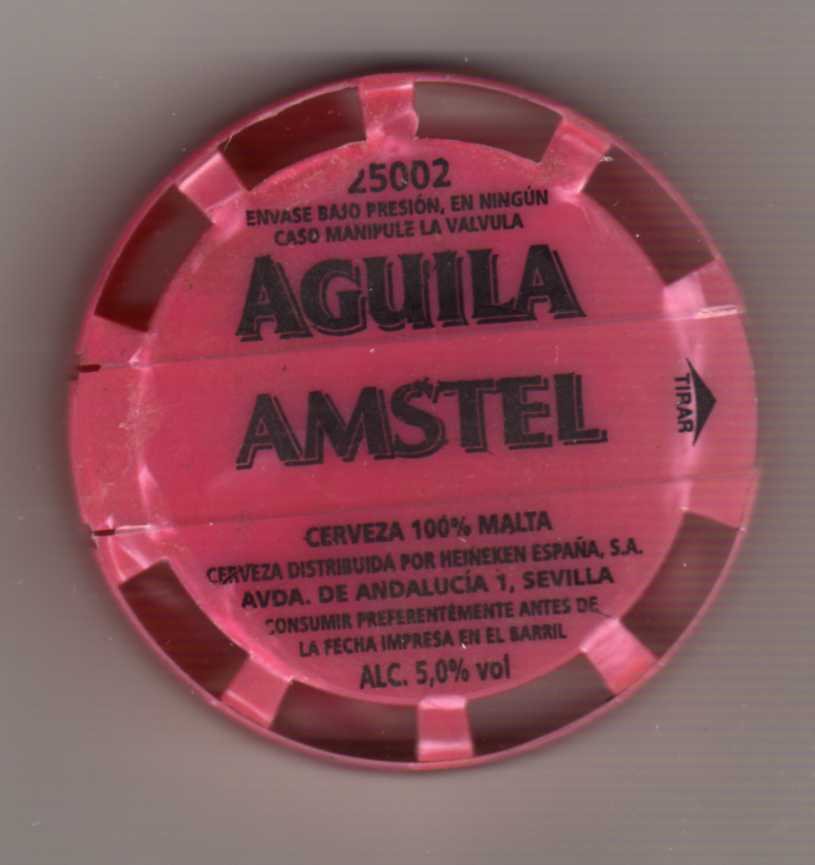 25002
ENVASE BAJO PRESIÓN, EN NINGÚN
CASO MANIPULE LA VALVULA
AGUILA
AMSTEL
TIRAR
CERVEZA 100% MALTA
CERVEZA DISTRIBUIDA POR HEINEKEN ESPAÑA, S.A.
AVDA. DE ANDALUCÍA 1, SEVILLA
CONSUMIR PREFERENTEMENTE ANTES DE
LA FECHA IMPRESA EN EL BARRIL
ALC. 5,0% vol